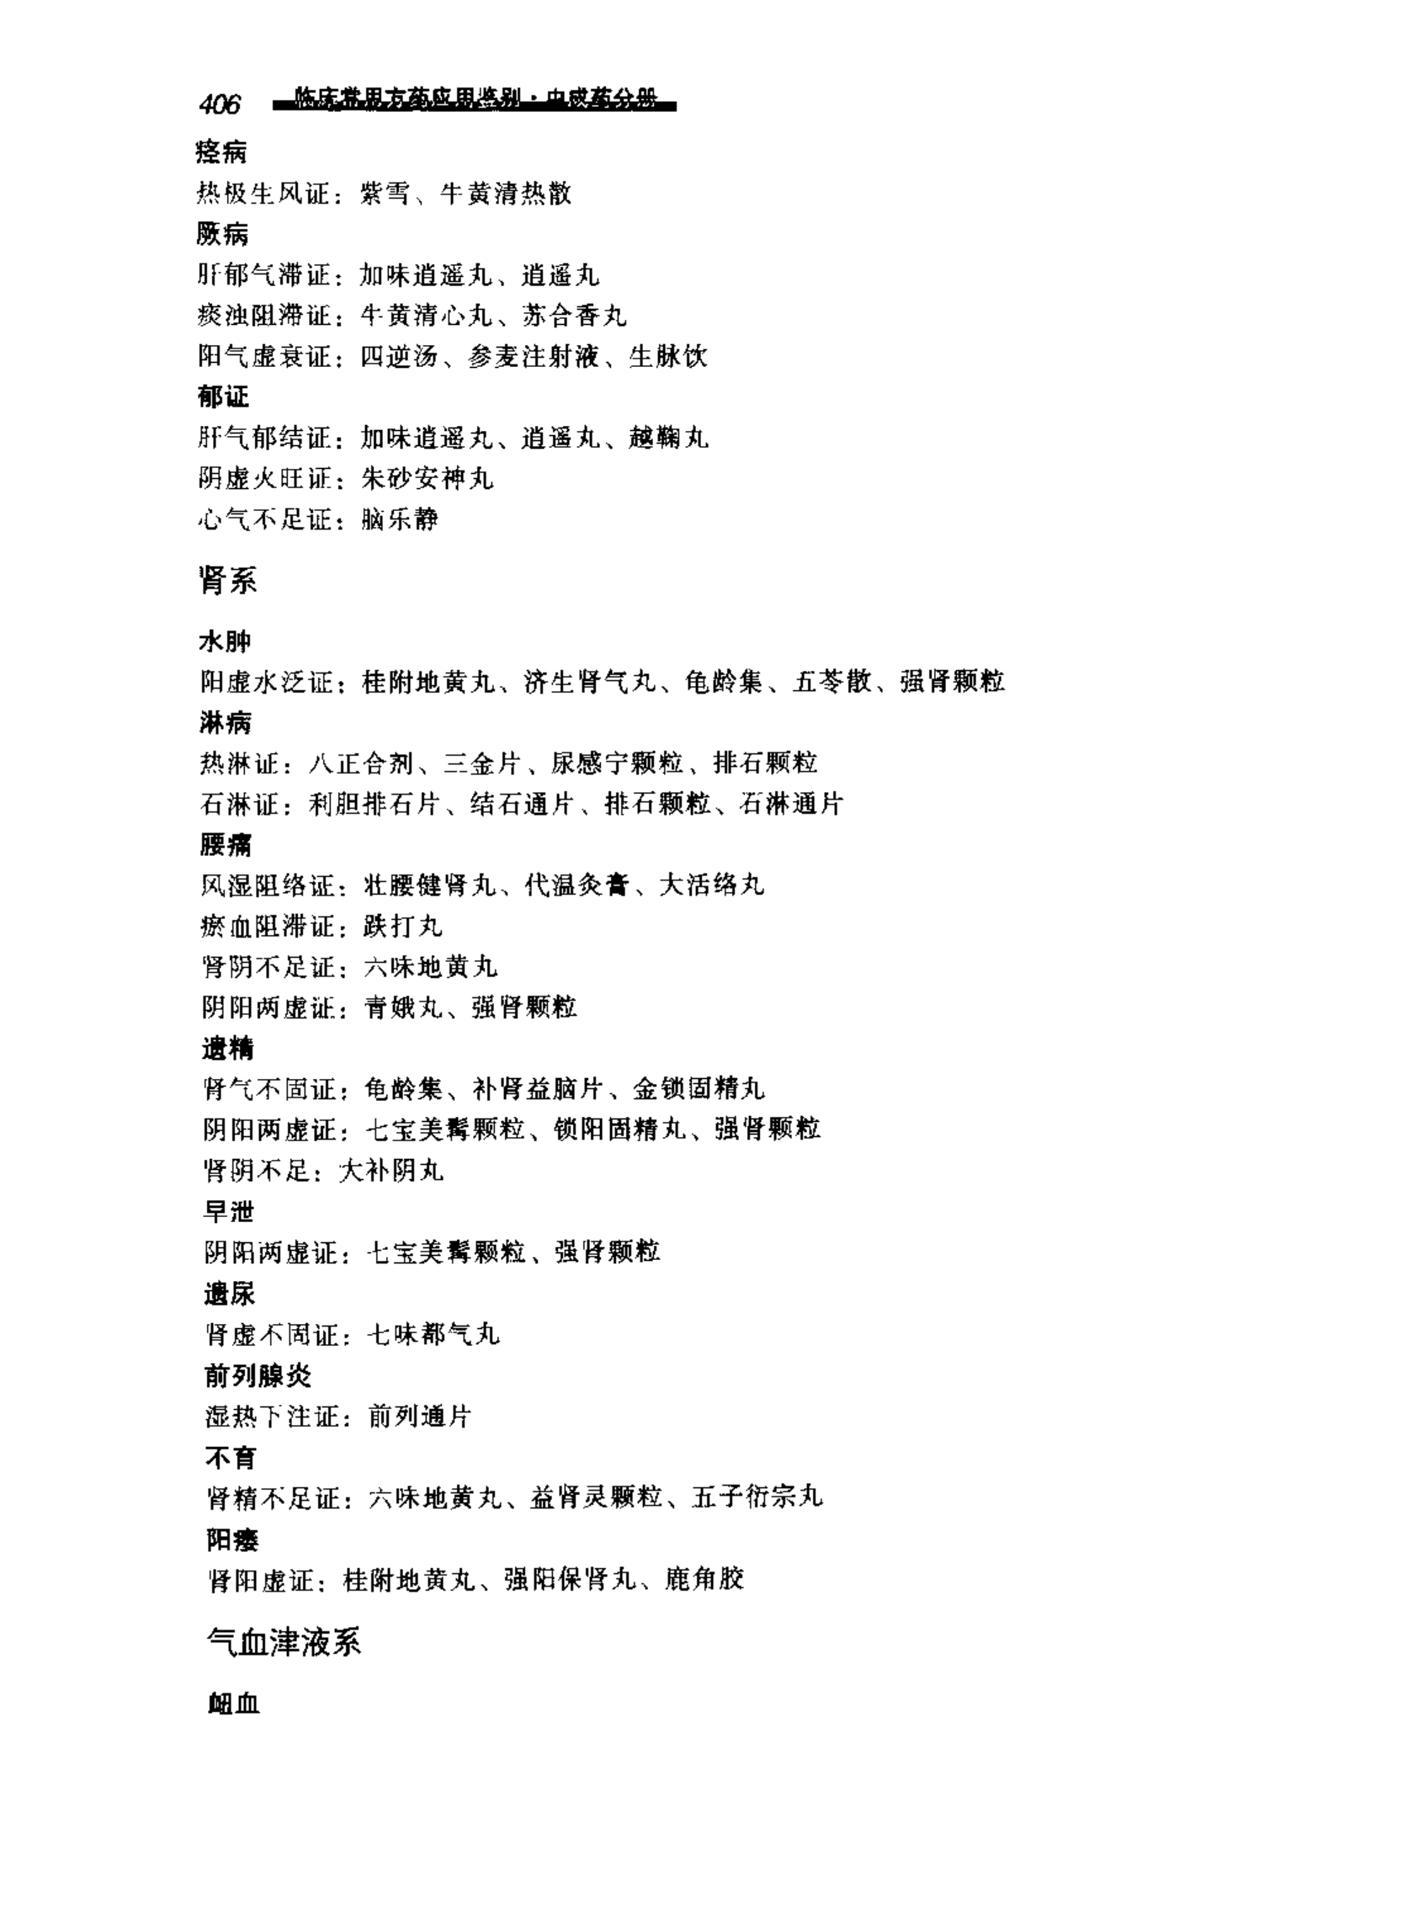 406 临床常用方药应用鉴别·中成药分册
痉病
热极生风证：紫雪、牛黄清热散
厥病
肝郁气滞证：加味逍遥丸、逍遥丸
痰浊阻滞证：牛黄清心丸、苏合香丸
阳气虚衰证：四逆汤、参麦注射液、生脉饮
郁证
肝气郁结证：加味逍遥丸、逍遥丸、越鞠丸
阴虚火旺证：朱砂安神丸
心气不足证：脑乐静
肾系
水肿
阳虚水泛证：桂附地黄丸、济生肾气丸、龟龄集、五苓散、强肾颗粒
淋病
热淋证：八正合剂、三金片、尿感宁颗粒、排石颗粒
石淋证：利胆排石片、结石通片、排石颗粒、石淋通片
腰痛
风湿阻络证：壮腰健肾丸、代温灸膏、大活络丸
瘀血阻滞证：跌打丸
肾阴不足证：六味地黄丸
阴阳两虚证：青娥丸、强肾颗粒
遗精
肾气不固证：龟龄集、补肾益脑片、金锁固精丸
阴阳两虚证：七宝美髯颗粒、锁阳固精丸、强肾颗粒
肾阴不足：大补阴丸
早泄
阴阳两虚证：七宝美髯颗粒、强肾颗粒
遗尿
肾虚不固证：七味都气丸
前列腺炎
湿热下注证：前列通片
不育
肾精不足证：六味地黄丸、益肾灵颗粒、五子衍宗丸
阳痿
肾阳虚证：桂附地黄丸、强阳保肾丸、鹿角胶
气血津液系
衄血